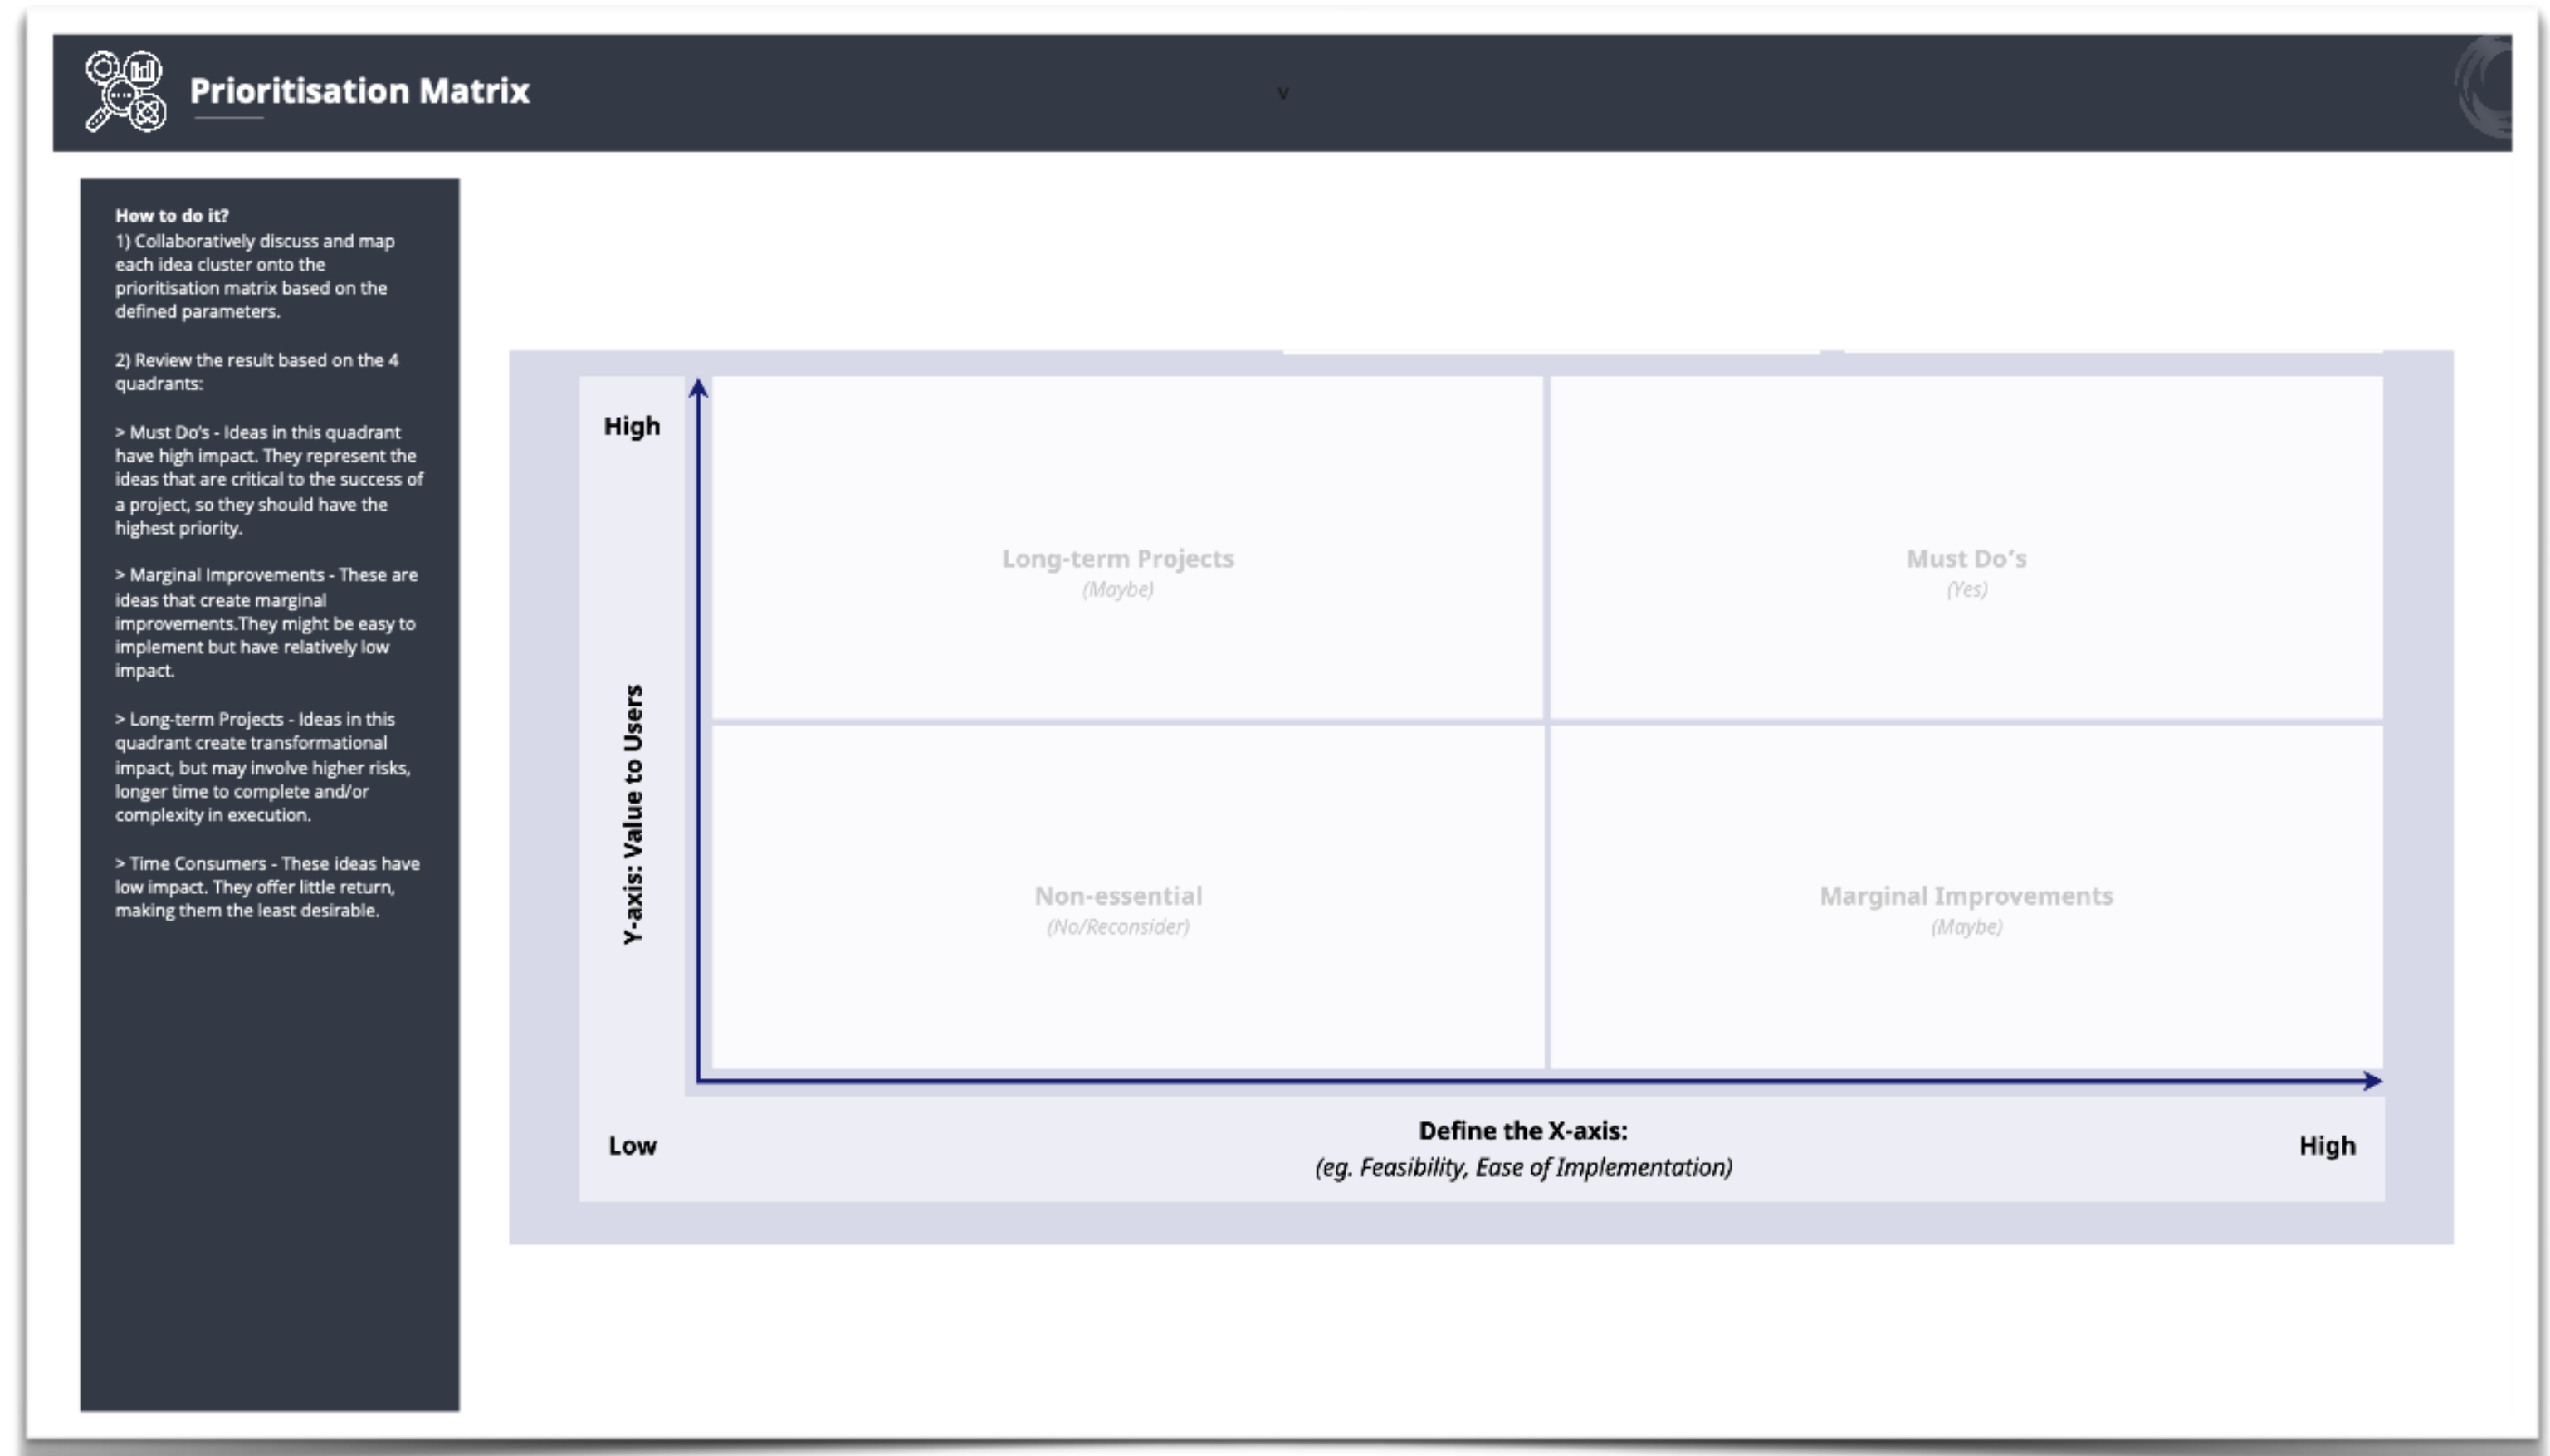 Prioritisation Matrix
v
How to do it?
1) Collaboratively discuss and map
each idea cluster onto the
prioritisation matrix based on the
defined parameters.
2) Review the result based on the 4
quadrants:
> Must Do's - Ideas in this quadrant
have high impact. They represent the
ideas that are critical to the success of
a project, so they should have the
highest priority.
> Marginal Improvements - These are
ideas that create marginal
improvements.They might be easy to
implement but have relatively low
impact.
> Long-term Projects - Ideas in this
quadrant create transformational
impact, but may involve higher risks,
longer time to complete and/or
complexity in execution.
> Time Consumers - These ideas have
low impact. They offer little return,
making them the least desirable.
High
Y-axis: Value to Users
Low
Long-term Projects
(Maybe)
Must Do's
(Yes)
Non-essential
(No/Reconsider)
Marginal Improvements
(Maybe)
Define the X-axis:
(eg. Feasibility, Ease of Implementation)
High